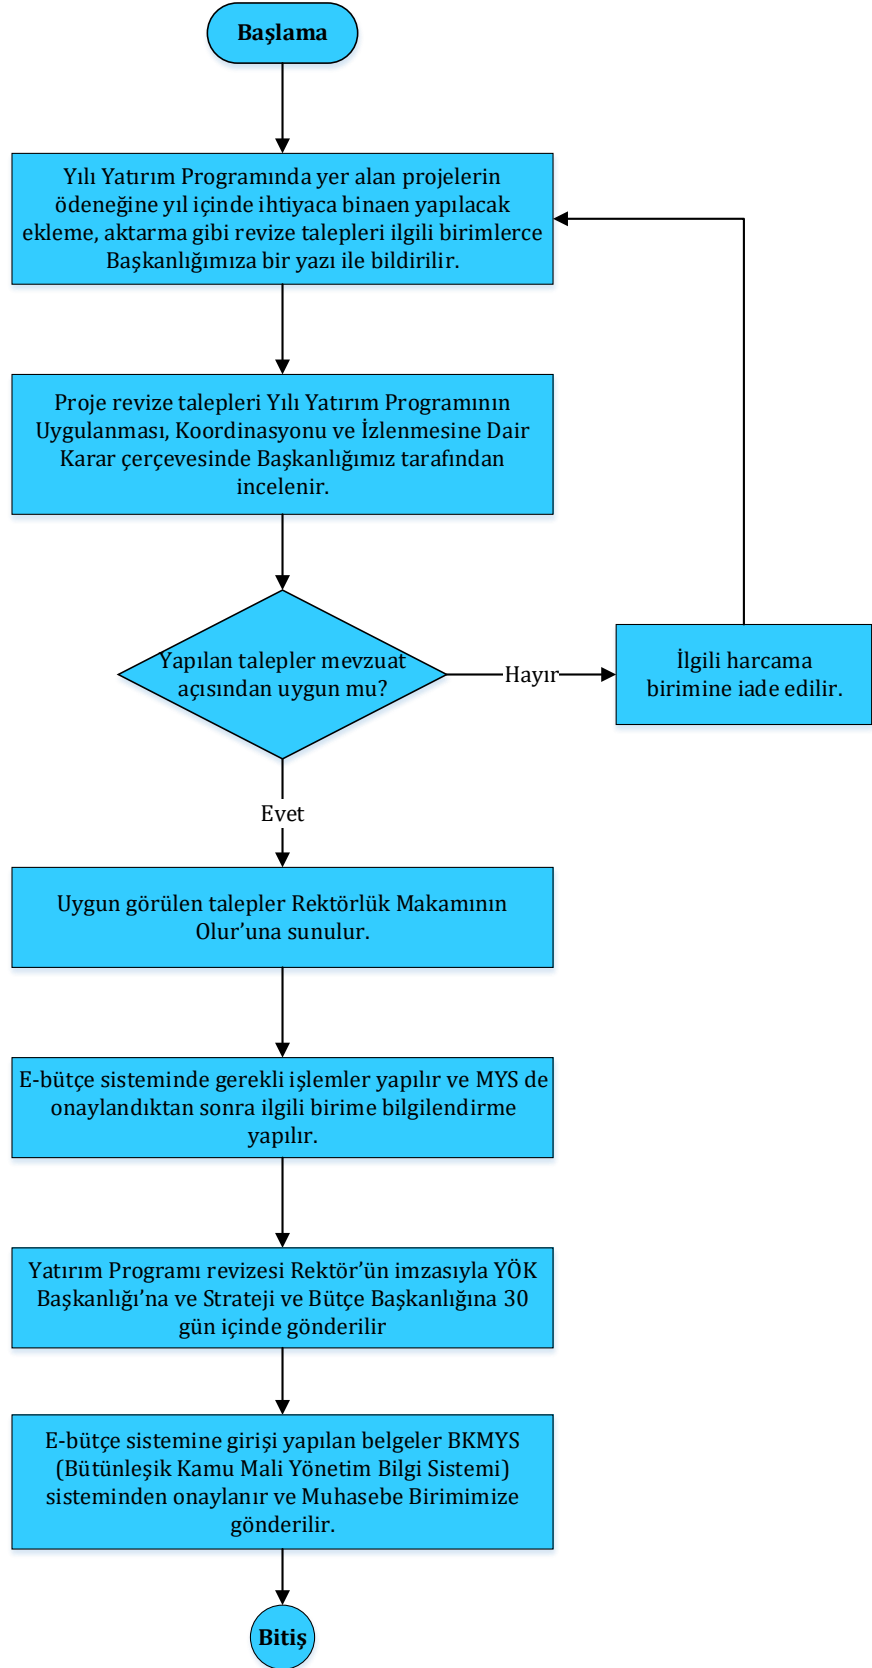 Başlama
Yılı Yatırım Programında yer alan projelerin
ödeneğine yıl içinde ihtiyaca binaen yapılacak
ekleme, aktarma gibi revize talepleri ilgili birimlerce
Başkanlığımıza bir yazı ile bildirilir.
Proje revize talepleri Yılı Yatırım Programının
Uygulanması, Koordinasyonu ve İzlenmesine Dair
Karar çerçevesinde Başkanlığımız tarafından
incelenir.
Yapılan talepler mevzuat
açısından uygun mu?
Hayır
İlgili harcama
birimine iade edilir.
Evet
Uygun görülen talepler Rektörlük Makamının
Olur’una sunulur.
E-bütçe sisteminde gerekli işlemler yapılır ve MYS de
onaylandıktan sonra ilgili birime bilgilendirme
yapılır.
Yatırım Programı revizesi Rektör’ün imzasıyla YÖK
Başkanlığı’na ve Strateji ve Bütçe Başkanlığına 30
gün içinde gönderilir
E-bütçe sistemine girişi yapılan belgeler BKMYS
(Bütünleşik Kamu Mali Yönetim Bilgi Sistemi)
sisteminden onaylanır ve Muhasebe Birimimize
gönderilir.
Bitiş